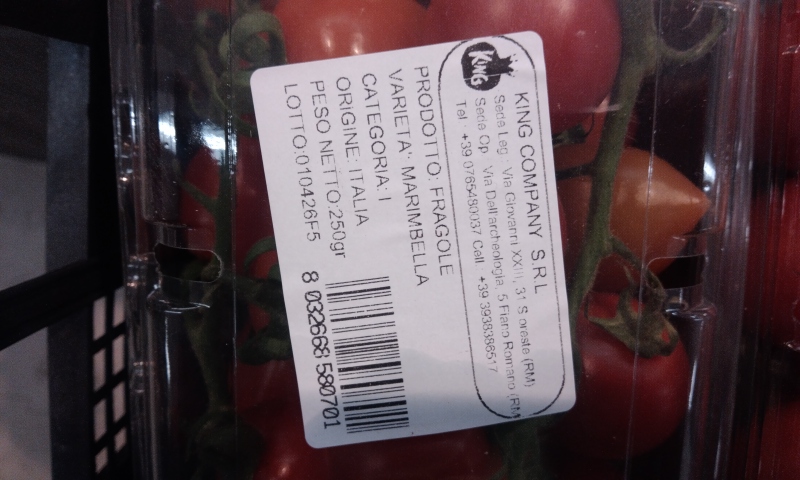 KING
KING COMPANY S.R.L
Sede Leg : Via Giovanni XXIII, 31 S.oreste (RM)
Sede Op : Via Dell'archeologia, 5 Fiano Romano (RM
Tel : +39 0765480037 Cell. +39 3938386517
PRODOTTO: FRAGOLE
VARIETA': MARIMBELLA
CATEGORIA: I
ORIGINE: ITALIA
PESO NETTO:250gr
LOTTO:010426F5
8 032668 580701